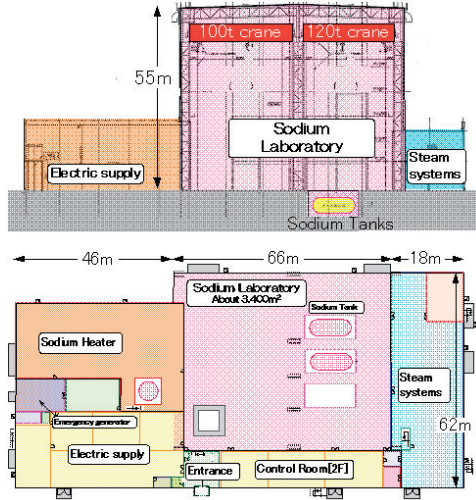 100t crane
120t crane
55m
Sodium
Laboratory
Electric supply
Steam
systems
Sodium Tanks
46m
66m
18m
Sodium Laboratory
About 3.400m²
Sodium Tank
Sodium Heater
Steam
systems
62m
Emergency generator
Electric supply
Entrance
Control Room[2F]